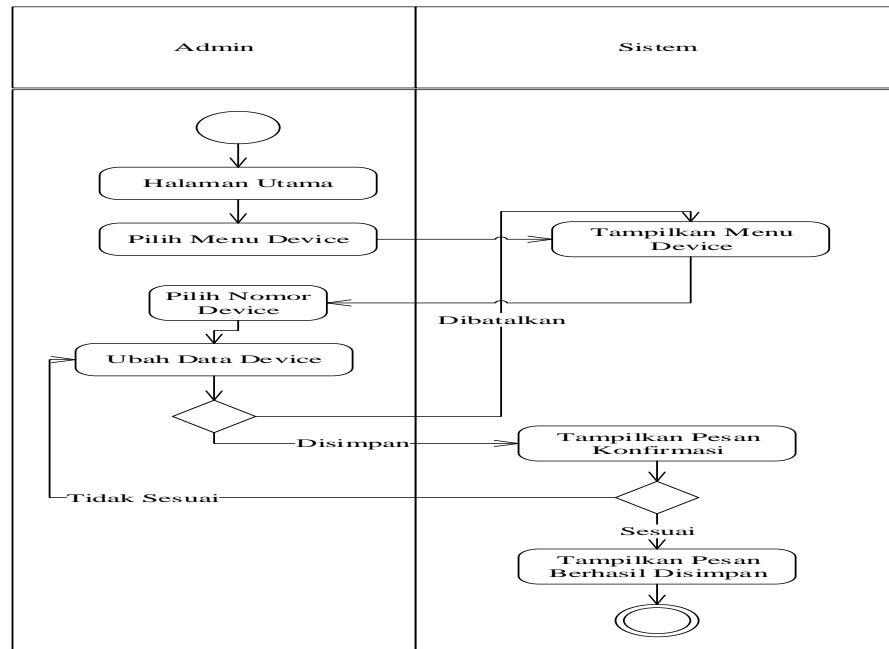 Admin
Sistem
Halaman Utama
Pilih Menu Device
Tampilkan Menu
Device
Pilih Nomor
Device
Dibatalkan
Ubah Data Device
Disimpan
Tampilkan Pesan
Konfirmasi
Tidak Sesuai
Sesuai
Tampilkan Pesan
Berhasil Disimpan